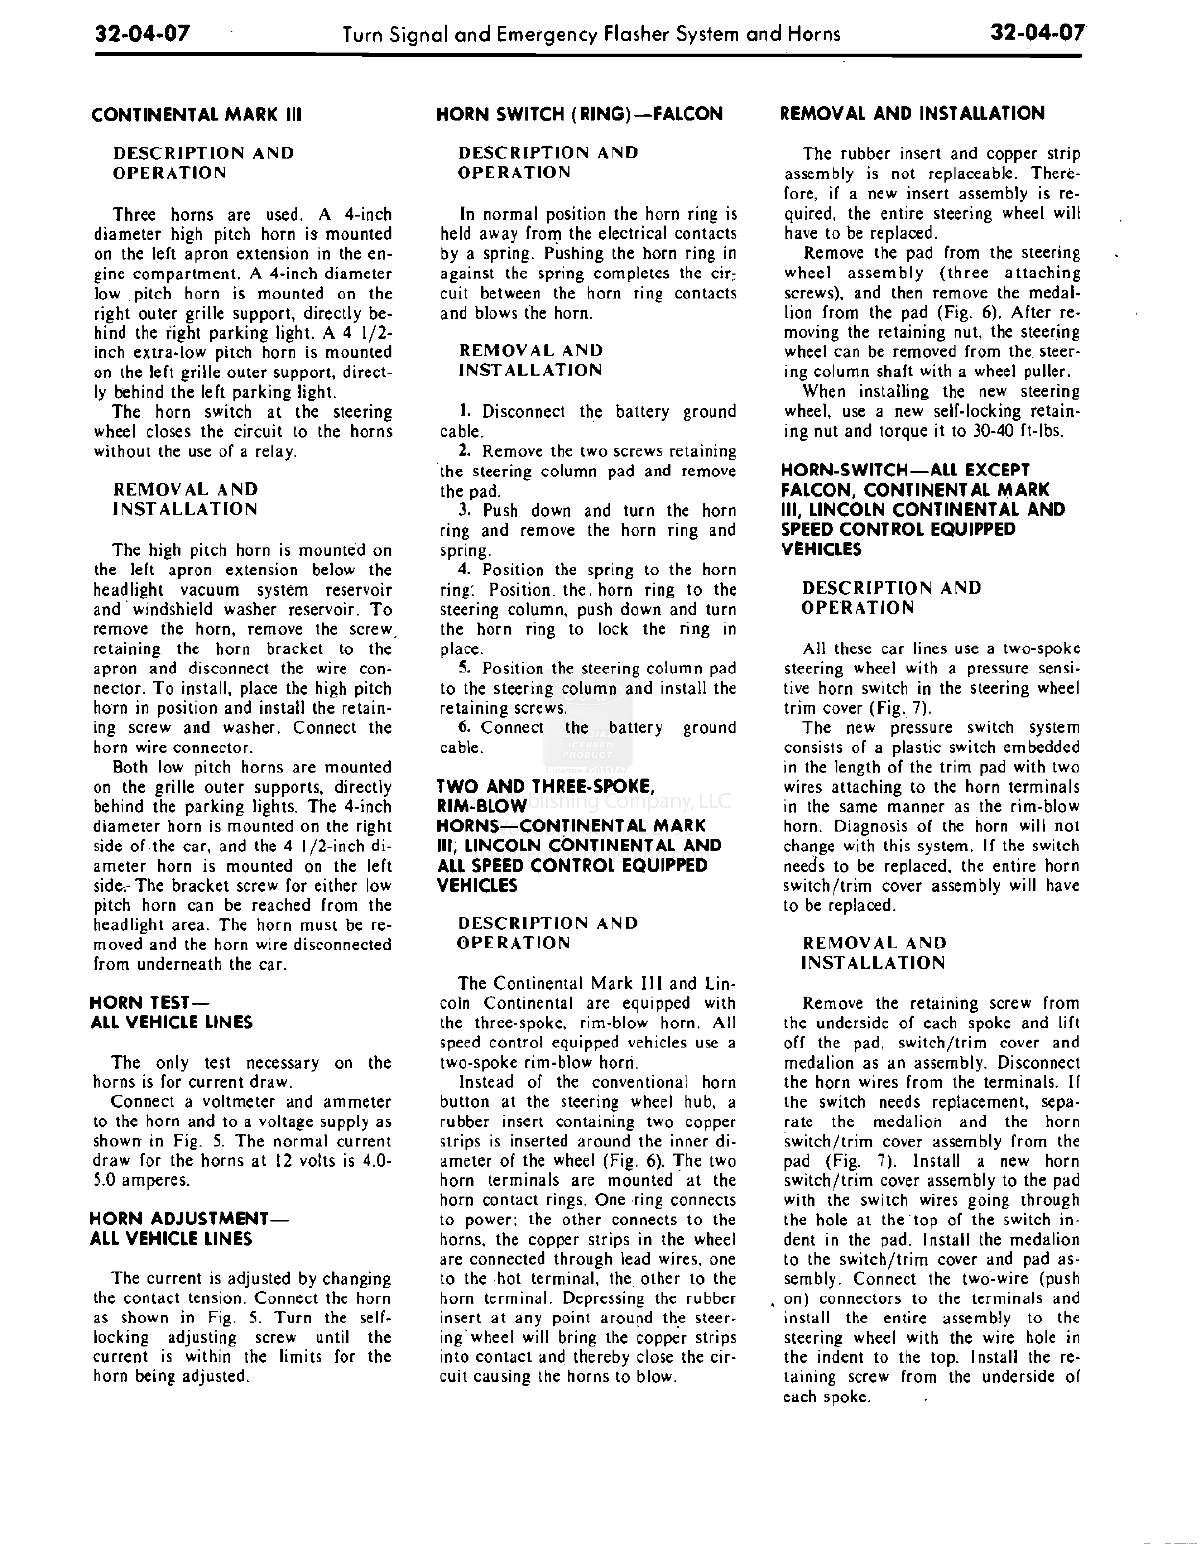 32-04-07
Turn Signal and Emergency Flasher System and Horns
32-04-07
CONTINENTAL MARK III
DESCRIPTION AND
OPERATION
Three horns are used. A 4-inch
diameter high pitch horn is mounted
on the left apron extension in the en-
gine compartment. A 4-inch diameter
low pitch horn is mounted on the
right outer grille support, directly be-
hind the right parking light. A 4 1/2-
inch extra-low pitch horn is mounted
on the left grille outer support, direct-
ly behind the left parking light.
The horn switch at the steering
wheel closes the circuit to the horns
without the use of a relay.
REMOVAL AND
INSTALLATION
The high pitch horn is mounted on
the left apron extension below the
headlight vacuum system reservoir
and windshield washer reservoir. To
remove the horn, remove the screw
retaining the horn bracket to the
apron and disconnect the wire con-
nector. To install, place the high pitch
horn in position and install the retain-
ing screw and washer. Connect the
horn wire connector.
Both low pitch horns are mounted
on the grille outer supports, directly
behind the parking lights. The 4-inch
diameter horn is mounted on the right
side of the car, and the 4 1/2-inch di-
ameter horn is mounted on the left
side. The bracket screw for either low
pitch horn can be reached from the
headlight area. The horn must be re-
moved and the horn wire disconnected
from underneath the car.
HORN TEST—
ALL VEHICLE LINES
The only test necessary on the
horns is for current draw.
Connect a voltmeter and ammeter
to the horn and to a voltage supply as
shown in Fig. 5. The normal current
draw for the horns at 12 volts is 4.0-
5.0 amperes.
HORN ADJUSTMENT—
ALL VEHICLE LINES
The current is adjusted by changing
the contact tension. Connect the horn
as shown in Fig. 5. Turn the self-
locking adjusting screw until the
current is within the limits for the
horn being adjusted.
HORN SWITCH (RING)—FALCON
DESCRIPTION AND
OPERATION
In normal position the horn ring is
held away from the electrical contacts
by a spring. Pushing the horn ring in
against the spring completes the cir-
cuit between the horn ring contacts
and blows the horn.
REMOVAL AND
INSTALLATION
1. Disconnect the battery ground
cable.
2. Remove the two screws retaining
the steering column pad and remove
the pad.
3. Push down and turn the horn
ring and remove the horn ring and
spring.
4. Position the spring to the horn
ring. Position the horn ring to the
steering column, push down and turn
the horn ring to lock the ring in
place.
5. Position the steering column pad
to the steering column and install the
retaining screws.
6. Connect the battery ground
cable.
TWO AND THREE-SPOKE,
RIM-BLOW
HORNS—CONTINENTAL MARK
III, LINCOLN CONTINENTAL AND
ALL SPEED CONTROL EQUIPPED
VEHICLES
DESCRIPTION AND
OPERATION
The Continental Mark III and Lin-
coln Continental are equipped with
the three-spoke, rim-blow horn. All
speed control equipped vehicles use a
two-spoke rim-blow horn.
Instead of the conventional horn
button at the steering wheel hub, a
rubber insert containing two copper
strips is inserted around the inner di-
ameter of the wheel (Fig. 6). The two
horn terminals are mounted at the
horn contact rings. One ring connects
to power; the other connects to the
horns, the copper strips in the wheel
are connected through lead wires, one
to the hot terminal, the other to the
horn terminal. Depressing the rubber
insert at any point around the steer-
ing wheel will bring the copper strips
into contact and thereby close the cir-
cuit causing the horns to blow.
REMOVAL AND INSTALLATION
The rubber insert and copper strip
assembly is not replaceable. There-
fore, if a new insert assembly is re-
quired, the entire steering wheel will
have to be replaced.
Remove the pad from the steering
wheel assembly (three attaching
screws), and then remove the medal-
lion from the pad (Fig. 6). After re-
moving the retaining nut, the steering
wheel can be removed from the steer-
ing column shaft with a wheel puller.
When installing the new steering
wheel, use a new self-locking retain-
ing nut and torque it to 30-40 ft-lbs.
HORN-SWITCH—ALL EXCEPT
FALCON, CONTINENTAL MARK
III, LINCOLN CONTINENTAL AND
SPEED CONTROL EQUIPPED
VEHICLES
DESCRIPTION AND
OPERATION
All these car lines use a two-spoke
steering wheel with a pressure sensi-
tive horn switch in the steering wheel
trim cover (Fig. 7).
The new pressure switch system
consists of a plastic switch embedded
in the length of the trim pad with two
wires attaching to the horn terminals
in the same manner as the rim-blow
horn. Diagnosis of the horn will not
change with this system. If the switch
needs to be replaced, the entire horn
switch/trim cover assembly will have
to be replaced.
REMOVAL AND
INSTALLATION
Remove the retaining screw from
the underside of each spoke and lift
off the pad, switch/trim cover and
medalion as an assembly. Disconnect
the horn wires from the terminals. If
the switch needs replacement, sepa-
rate the medalion and the horn
switch/trim cover assembly from the
pad (Fig. 7). Install a new horn
switch/trim cover assembly to the pad
with the switch wires going through
the hole at the top of the switch in-
dent in the pad. Install the medalion
to the switch/trim cover and pad as-
sembly. Connect the two-wire (push
on) connectors to the terminals and
install the entire assembly to the
steering wheel with the wire hole in
the indent to the top. Install the re-
taining screw from the underside of
each spoke.